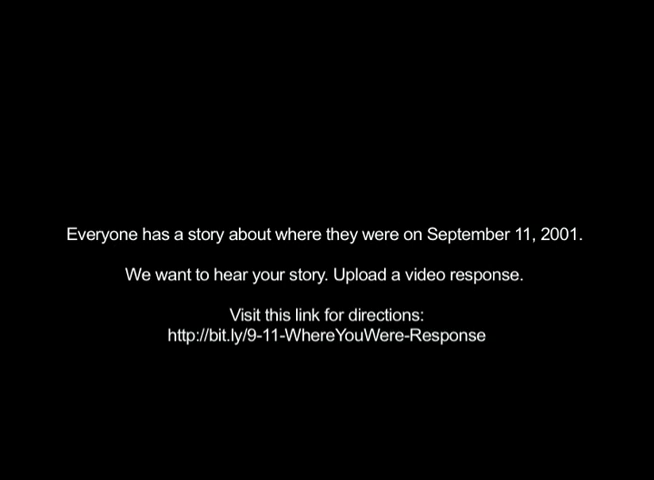 Everyone has a story about where they were on September 11, 2001.
We want to hear your story. Upload a video response.
Visit this link for directions:
http://bit.ly/9-11-WhereYouWere-Response